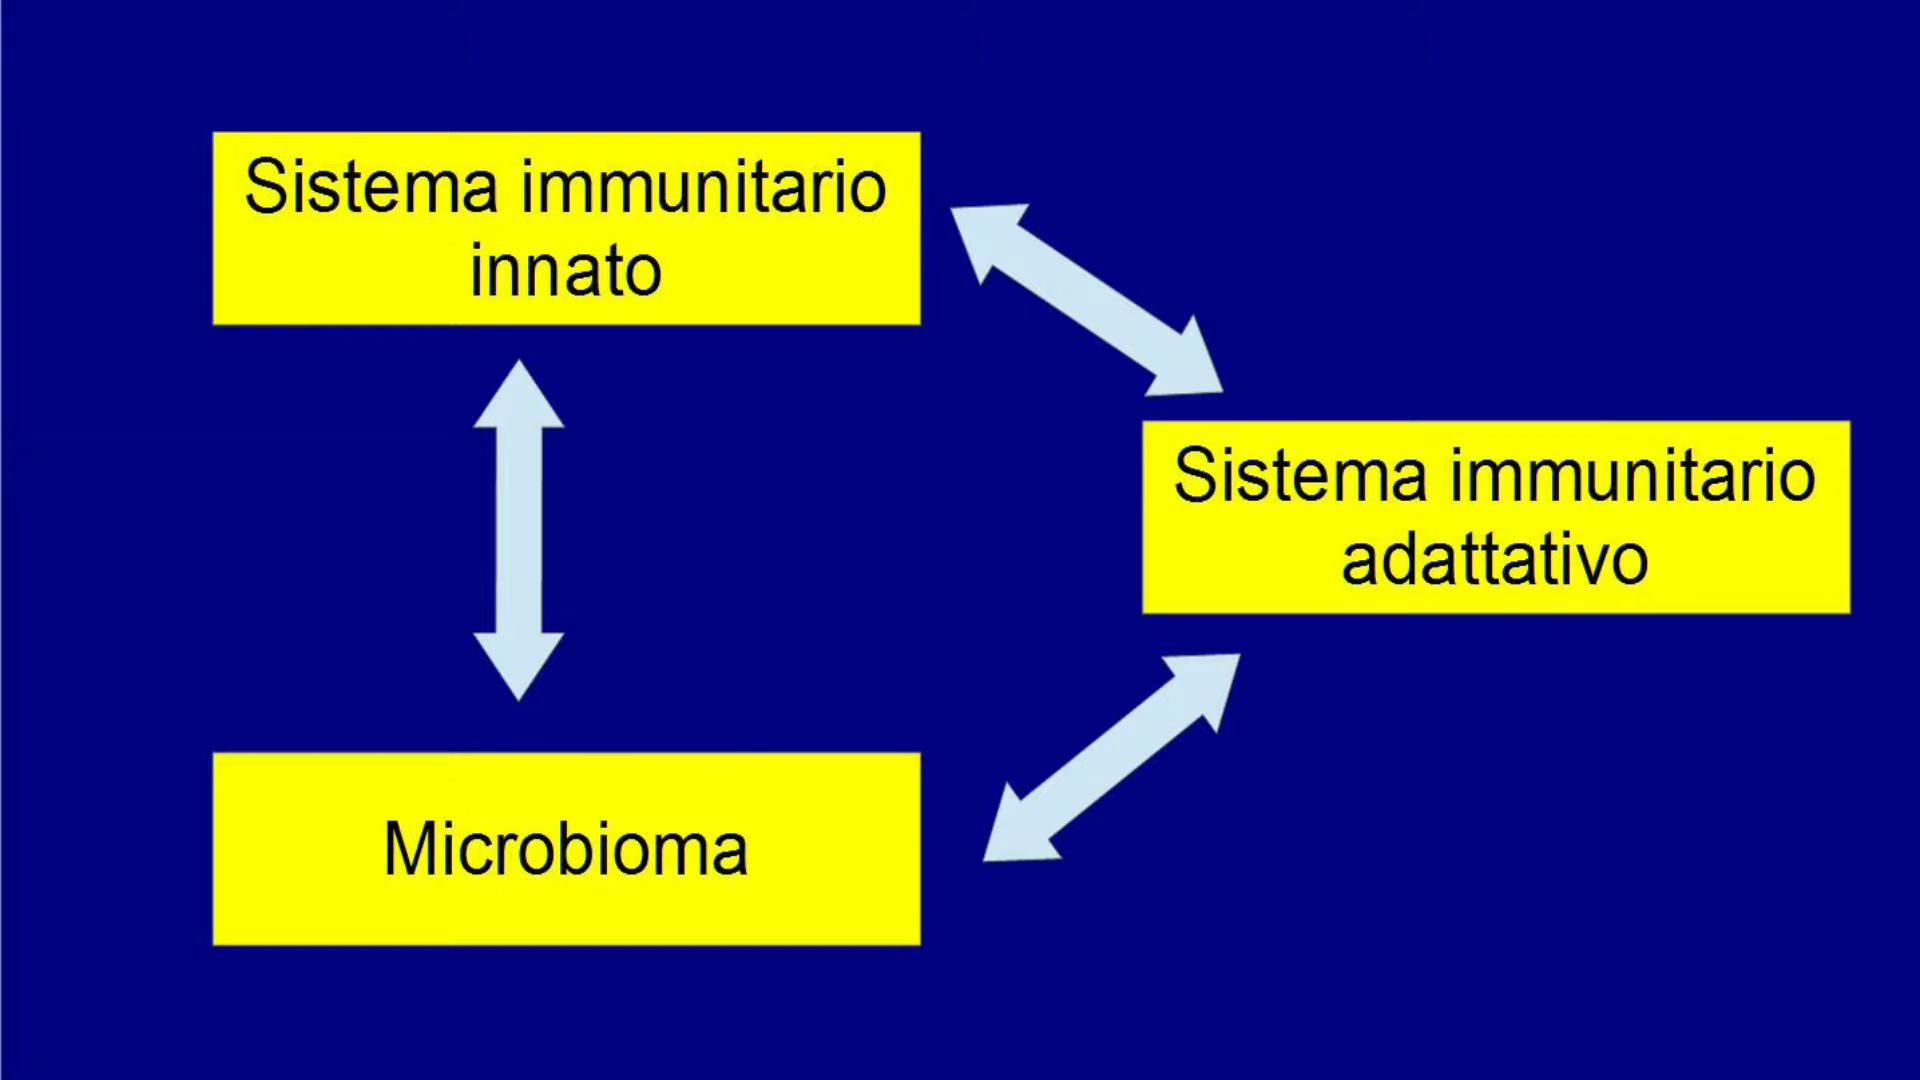 Sistema immunitario
innato
Sistema immunitario
adattativo
Microbioma